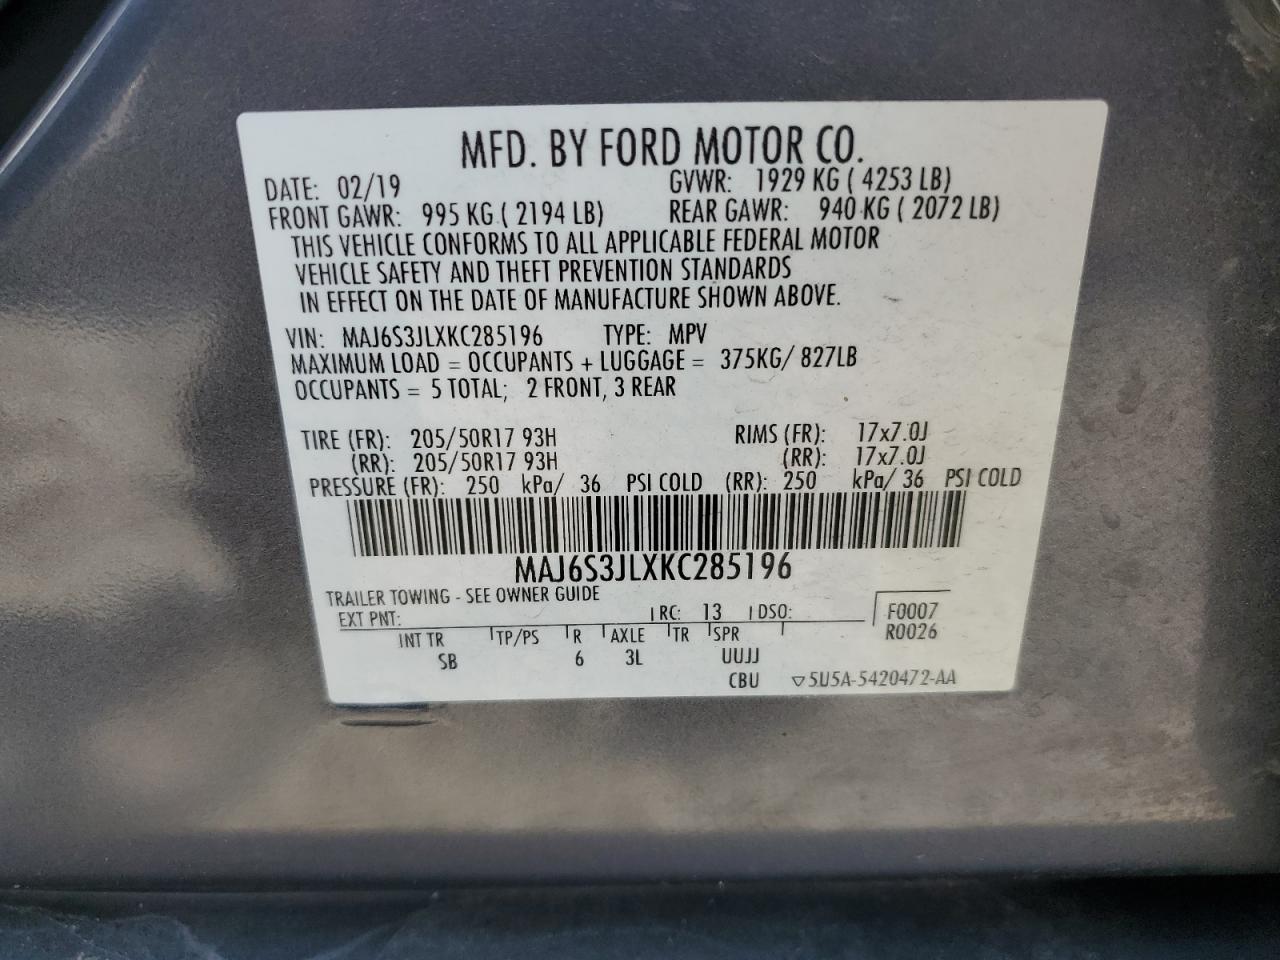 MFD. BY FORD MOTOR CO.
DATE: 02/19 GVWR: 1929 KG ( 4253 LB)
FRONT GAWR: 995 KG ( 2194 LB) REAR GAWR: 940 KG ( 2072 LB)
THIS VEHICLE CONFORMS TO ALL APPLICABLE FEDERAL MOTOR
VEHICLE SAFETY AND THEFT PREVENTION STANDARDS
IN EFFECT ON THE DATE OF MANUFACTURE SHOWN ABOVE.
VIN: MAJ6S3JLXKC285196 TYPE: MPV
MAXIMUM LOAD = OCCUPANTS + LUGGAGE = 375KG/ 827LB
OCCUPANTS = 5 TOTAL; 2 FRONT, 3 REAR
TIRE (FR): 205/50R17 93H RIMS (FR): 17x7.0J
(RR): 205/50R17 93H (RR): 17x7.0J
PRESSURE (FR): 250 kPa/ 36 PSI COLD (RR): 250 kPa/ 36 PSI COLD
MAJ6S3JLXKC285196
TRAILER TOWING - SEE OWNER GUIDE
EXT PNT: RC: 13 DSO: F0007
INT TR TP/PS R AXLE TR SPR R0026
SB 6 3L UUJJ
CBU ▽5U5A-5420472-AA